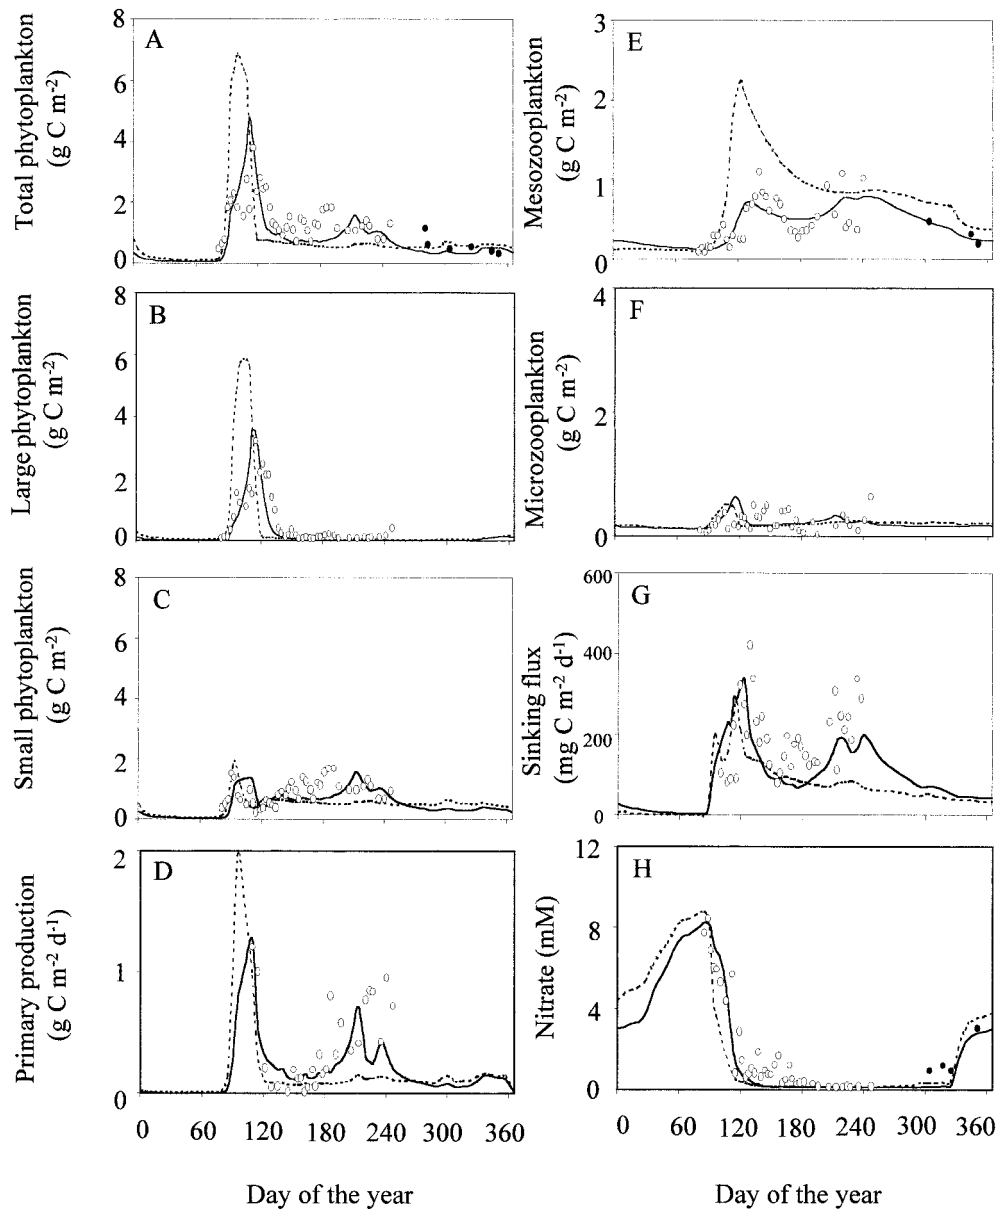 Total phytoplankton
(g C m-2)
8
6
4
2
0
A
Large phytoplankton
(g C m-2)
8
6
4
2
0
B
Small phytoplankton
(g C m-2)
8
6
4
2
0
C
Primary production
(g C m-2 d-1)
2
1
0
D
0 60 120 180 240 300 360
Day of the year
Mesozooplankton
(g C m-2)
3
2
1
0
E
Microzooplankton
(g C m-2)
4
2
0
F
Sinking flux
(mg C m-2 d-1)
600
400
200
0
G
Nitrate (mM)
12
8
4
0
H
0 60 120 180 240 300 360
Day of the year